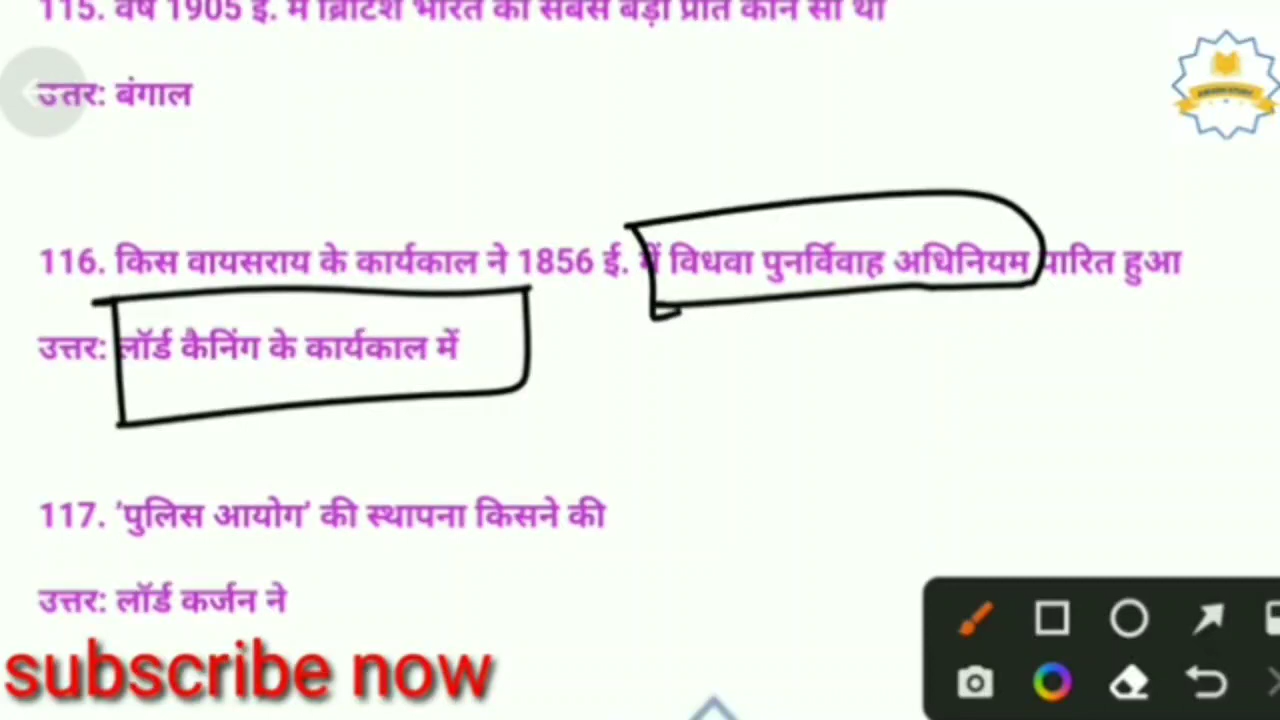 115. वर्ष 1905 ई. में ब्रिटिश भारत का सबसे बड़ा प्रांत कौन सा था
उत्तर: बंगाल
116. किस वायसराय के कार्यकाल ने 1856 ई. में विधवा पुनर्विवाह अधिनियम पारित हुआ
उत्तर: लॉर्ड कैनिंग के कार्यकाल में
117. 'पुलिस आयोग' की स्थापना किसने की
उत्तर: लॉर्ड कर्जन ने
subscribe now